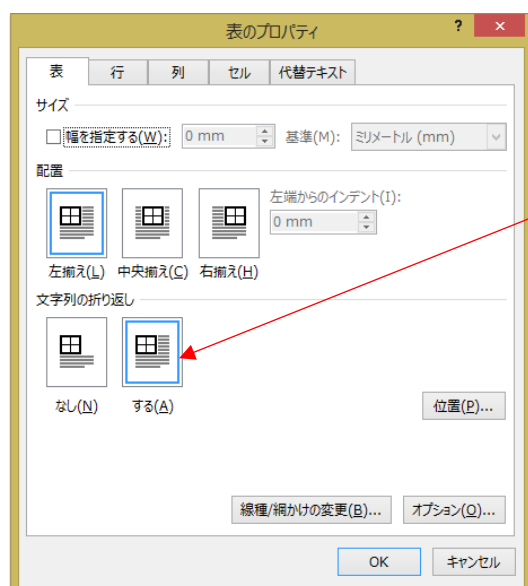 表のプロパティ ? ×
表 行 列 セル 代替テキスト
サイズ
幅を指定する(W): 0 mm 基準(M): ミリメートル (mm)
配置
左端からのインデント(I):
0 mm
左揃え(L) 中央揃え(C) 右揃え(H)
文字列の折り返し
なし(N) する(A)
位置(P)...
線種/網かけの変更(B)... オプション(O)...
OK キャンセル